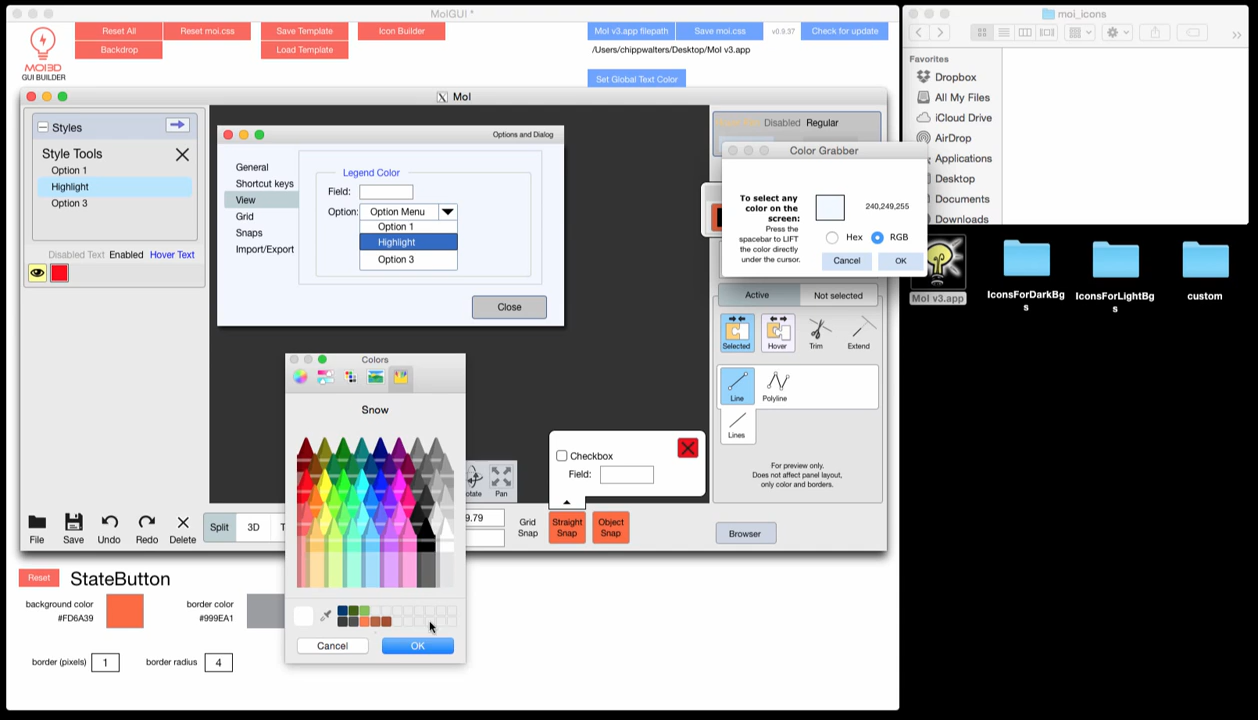 MoIGUI *
Reset All
Reset moi.css
Save Template
Icon Builder
Backdrop
Load Template
MOI3D
GUI BUILDER
MoI v3.app filepath
Save moi.css
v0.9.37
Check for update
/Users/chippwalters/Desktop/MoI v3.app
Set Global Text Color
MoI
Styles
Style Tools
Option 1
Highlight
Option 3
Disabled Text
Enabled
Hover Text
Options and Dialog
General
Shortcut keys
View
Grid
Snaps
Import/Export
Legend Color
Field:
Option:
Option Menu
Option 1
Highlight
Option 3
Close
Disabled
Regular
Color Grabber
To select any
color on the
screen:
Press the
spacebar to LIFT
the color directly
under the cursor.
240,249,255
Hex
RGB
Cancel
OK
Active
Not selected
Selected
Hover
Trim
Extend
Line
Polyline
Lines
For preview only.
Does not affect panel layout,
only color and borders.
Colors
Snow
Cancel
OK
otate
Pan
Checkbox
Field:
File
Save
Undo
Redo
Delete
Split
3D
T
9.79
Grid
Snap
Straight
Snap
Object
Snap
Browser
Reset
StateButton
background color
#FD6A39
border color
#999EA1
border (pixels)
1
border radius
4
moi_icons
Favorites
Dropbox
All My Files
iCloud Drive
AirDrop
Applications
Desktop
Documents
Downloads
MoI v3.app
IconsForDarkBg
s
IconsForLightBg
s
custom